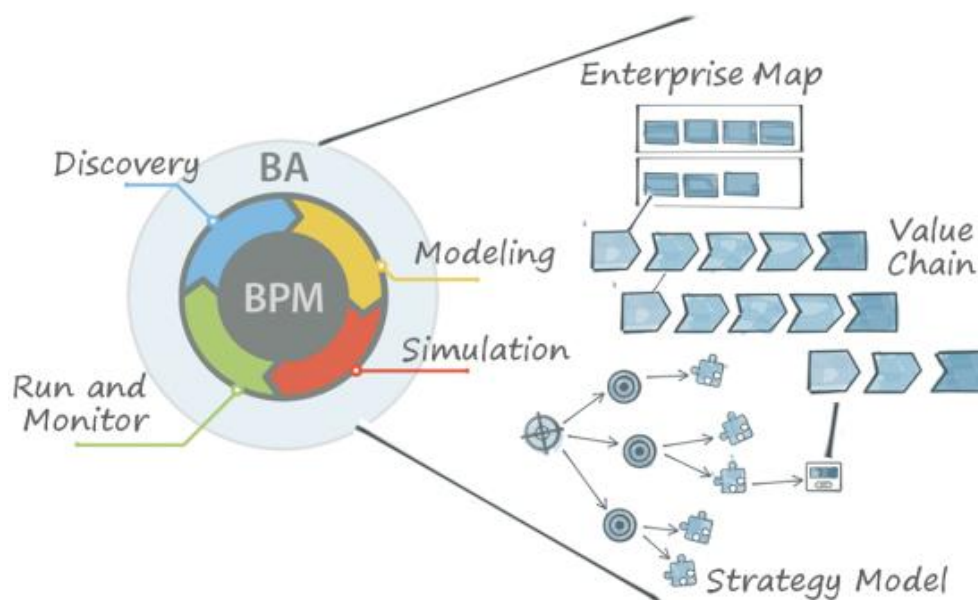 Enterprise Map
Discovery
BA
Modeling
BPM
Value
Chain
Simulation
Run and
Monitor
Strategy Model